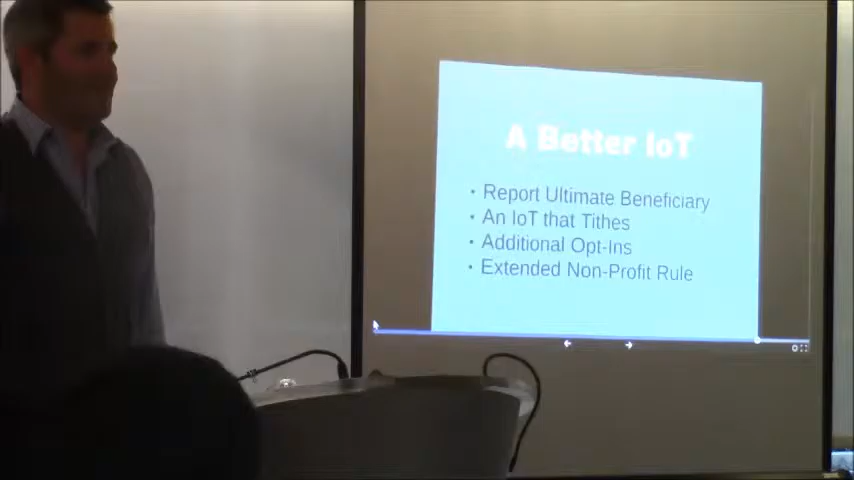 A Better IoT
• Report Ultimate Beneficiary
• An IoT that Tithes
• Additional Opt-Ins
• Extended Non-Profit Rule